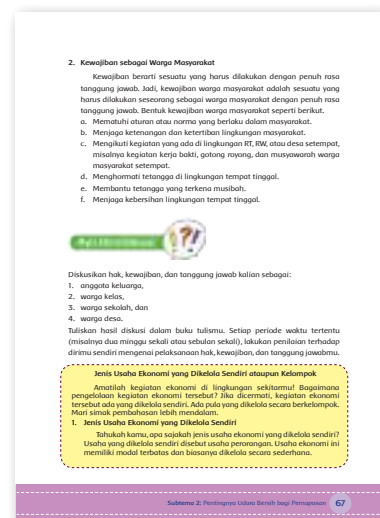 2. Kewajiban sebagai Warga Masyarakat
Kewajiban berarti sesuatu yang harus dilakukan dengan penuh rasa
tanggung jawab. Jadi, kewajiban warga masyarakat adalah sesuatu yang
harus dilakukan seseorang sebagai warga masyarakat dengan penuh rasa
tanggung jawab. Bentuk kewajiban warga masyarakat seperti berikut.
a. Mematuhi aturan atau norma yang berlaku dalam masyarakat.
b. Menjaga ketenangan dan ketertiban lingkungan masyarakat.
c. Mengikuti kegiatan yang ada di lingkungan RT, RW, atau desa setempat,
misalnya kegiatan kerja bakti, gotong royong, dan musyawarah warga
masyarakat setempat.
d. Menghormati tetangga di lingkungan tempat tinggal.
e. Membantu tetangga yang terkena musibah.
f. Menjaga kebersihan lingkungan tempat tinggal.
?!
Diskusikan hak, kewajiban, dan tanggung jawab kalian sebagai:
1. anggota keluarga,
2. warga kelas,
3. warga sekolah, dan
4. warga desa.
Tuliskan hasil diskusi dalam buku tulismu. Setiap periode waktu tertentu
(misalnya dua minggu sekali atau sebulan sekali), lakukan penilaian terhadap
dirimu sendiri mengenai pelaksanaan hak, kewajiban, dan tanggung jawabmu.
Jenis Usaha Ekonomi yang Dikelola Sendiri ataupun Kelompok
Amatilah kegiatan ekonomi di lingkungan sekitarmu! Bagaimana
pengelolaan kegiatan ekonomi tersebut? Jika dicermati, kegiatan ekonomi
tersebut ada yang dikelola sendiri. Ada pula yang dikelola secara berkelompok.
Mari simak pembahasan lebih mendalam.
1. Jenis Usaha Ekonomi yang Dikelola Sendiri
Tahukah kamu, apa sajakah jenis usaha ekonomi yang dikelola sendiri?
Usaha yang dikelola sendiri disebut usaha perorangan. Usaha ekonomi ini
memiliki modal terbatas dan biasanya dikelola secara sederhana.
Subtema 2: Pentingnya Udara Bersih bagi Pernapasan 67